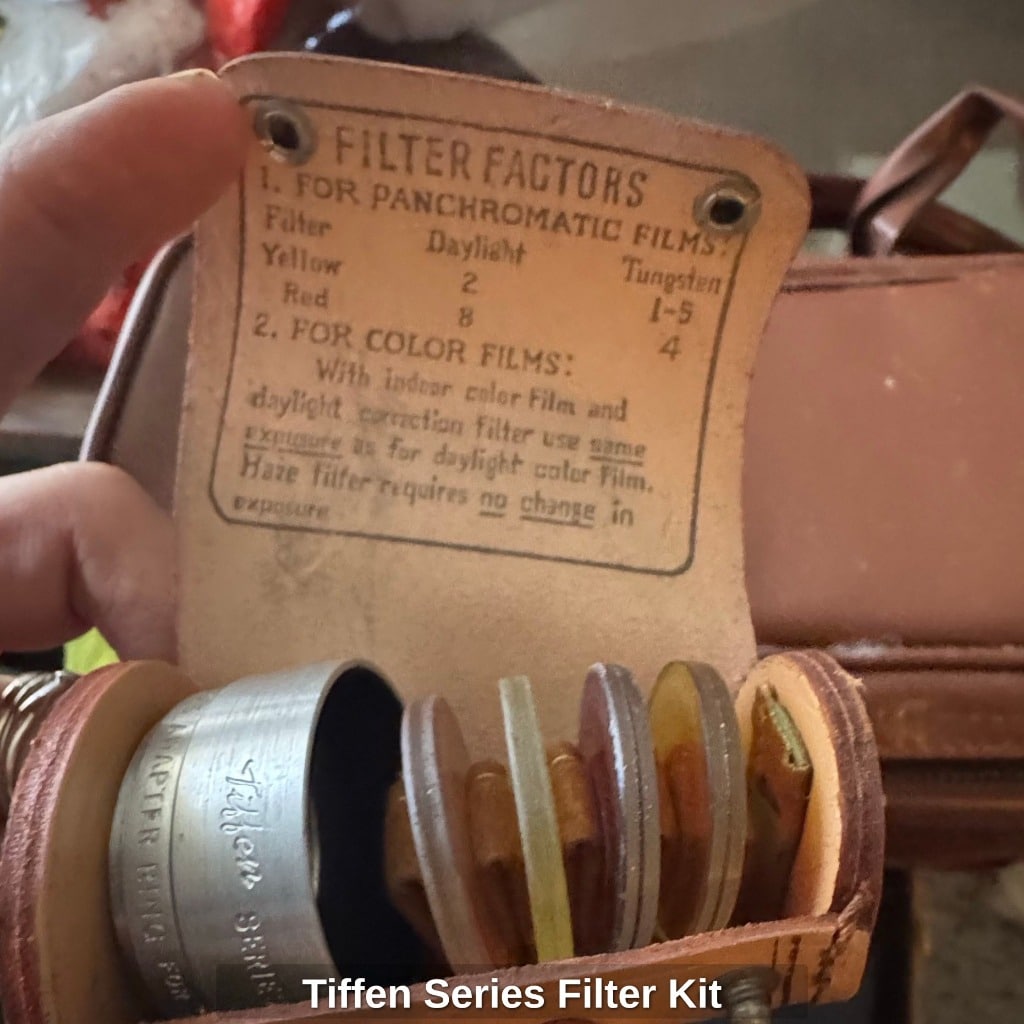 FILTER FACTORS
1. FOR PANCHROMATIC FILMS:
Filter Daylight Tungsten
Yellow 2 1-5
Red 8 4
2. FOR COLOR FILMS:
With indoor color Film and
daylight correction filter use same
exposure as for daylight color film.
Haze filter requires no change in
exposure
ADAPTER RING FOR
Tiffen SERIES
Tiffen Series Filter Kit